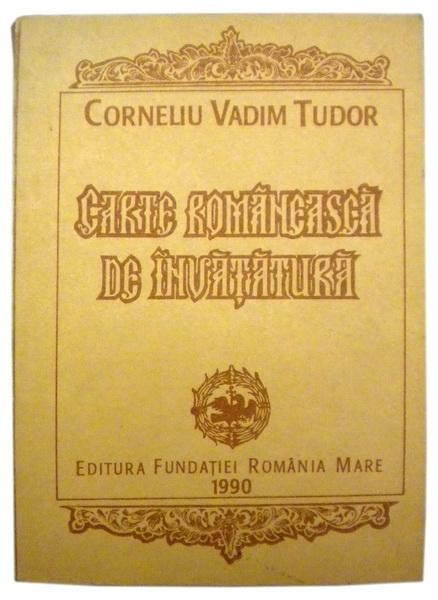 CORNELIU VADIM TUDOR
CARTE ROMÂNEASCĂ
DE ÎNVĂȚĂTURĂ
EDITURA FUNDAȚIEI ROMÂNIA MARE
1990